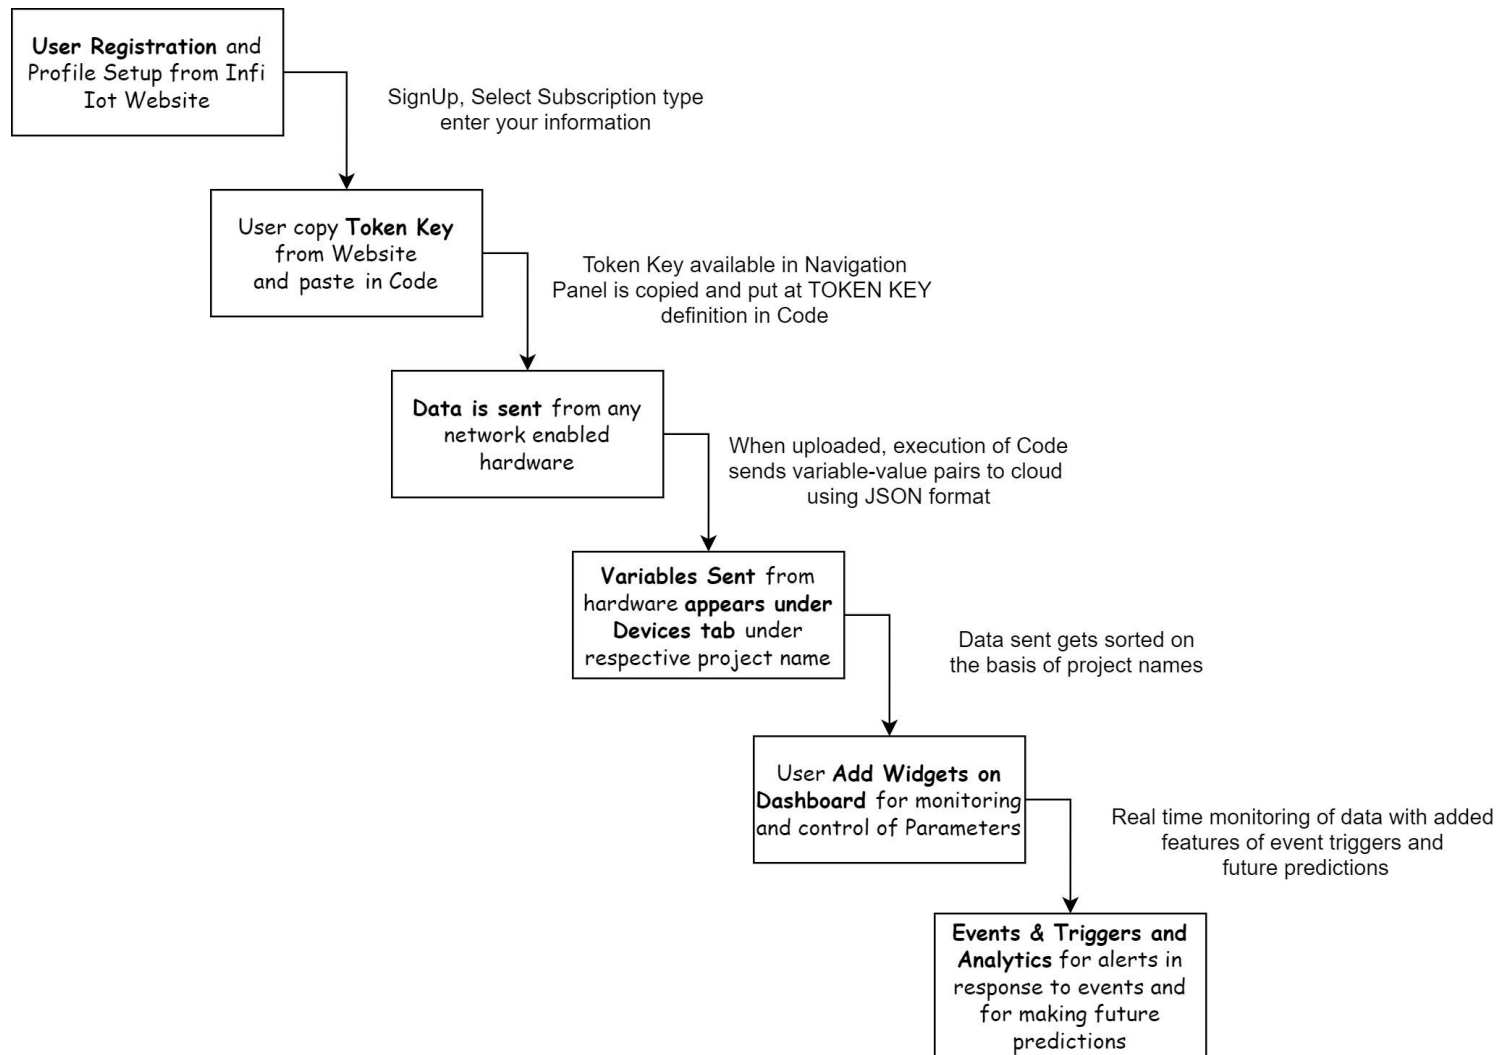 User Registration and
Profile Setup from Infi
Iot Website
SignUp, Select Subscription type
enter your information
User copy Token Key
from Website
and paste in Code
Token Key available in Navigation
Panel is copied and put at TOKEN KEY
definition in Code
Data is sent from any
network enabled
hardware
When uploaded, execution of Code
sends variable-value pairs to cloud
using JSON format
Variables Sent from
hardware appears under
Devices tab under
respective project name
Data sent gets sorted on
the basis of project names
User Add Widgets on
Dashboard for monitoring
and control of Parameters
Real time monitoring of data with added
features of event triggers and
future predictions
Events & Triggers and
Analytics for alerts in
response to events and
for making future
predictions